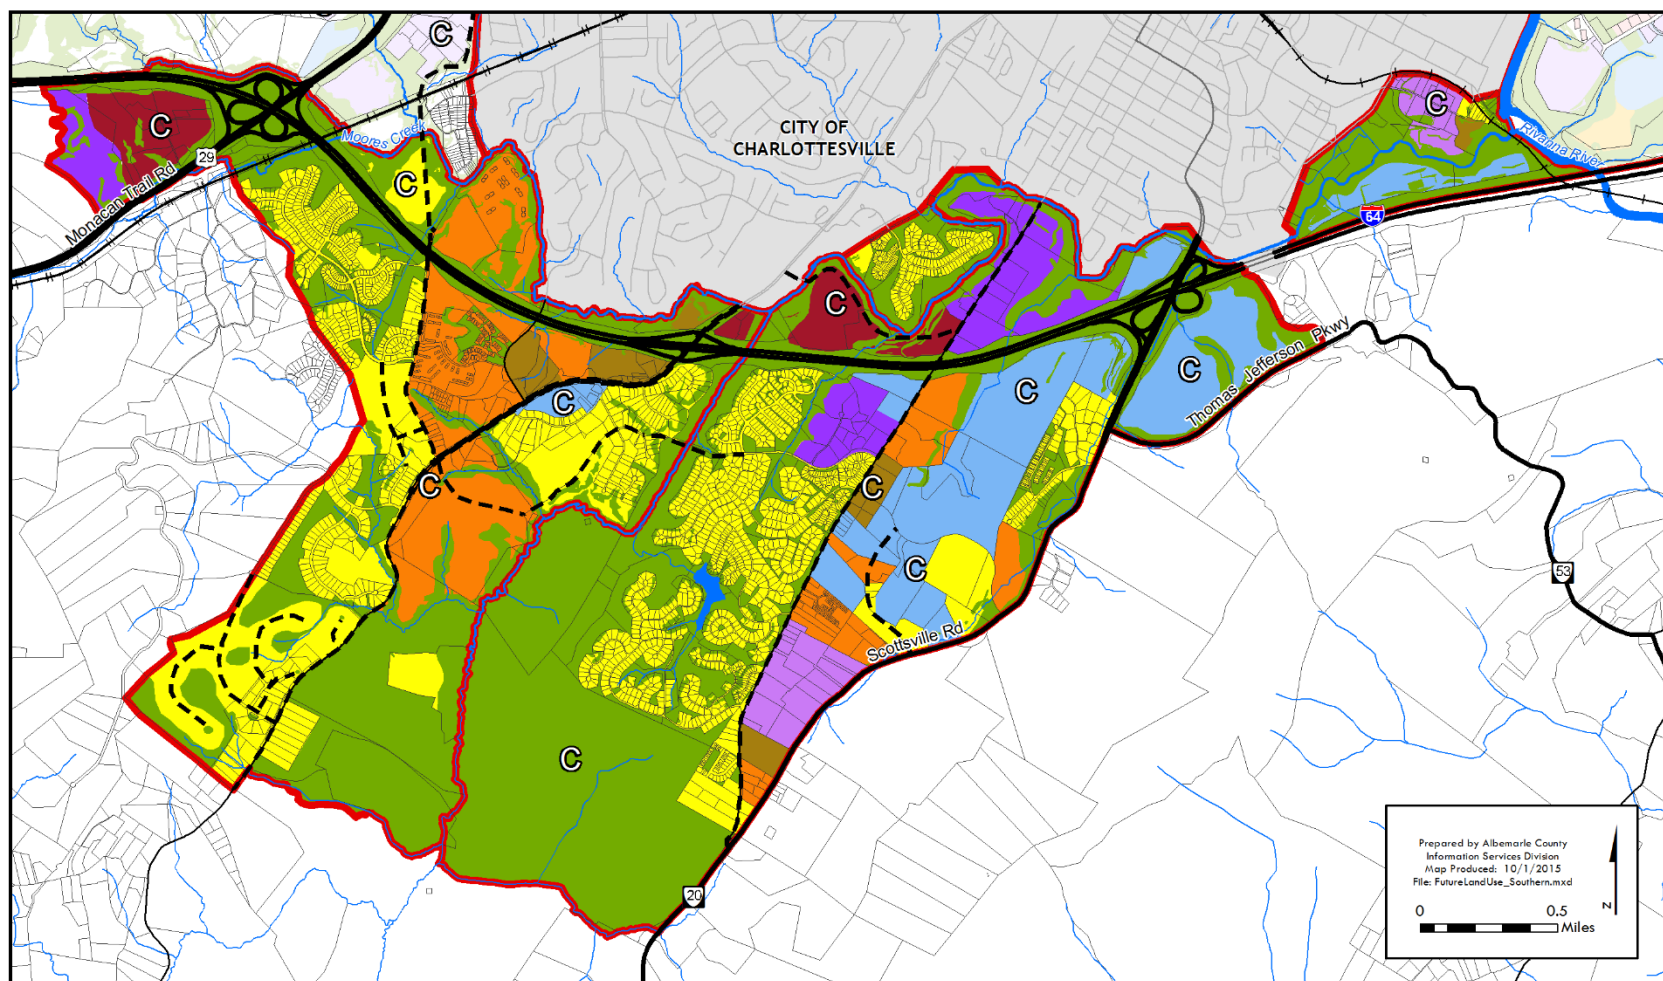 C
C
C
CITY OF
CHARLOTTESVILLE
Moores Creek
C
Rivanna River
29
Monacan Trail Rd
64
C
C
C
Thomas Jefferson Pkwy
C
C
C
C
53
Scottsville Rd
C
20
Prepared by Albemarle County
Information Services Division
Map Produced: 10/1/2015
File: FutureLandUse_Southern.mxd
N
0 0.5
Miles